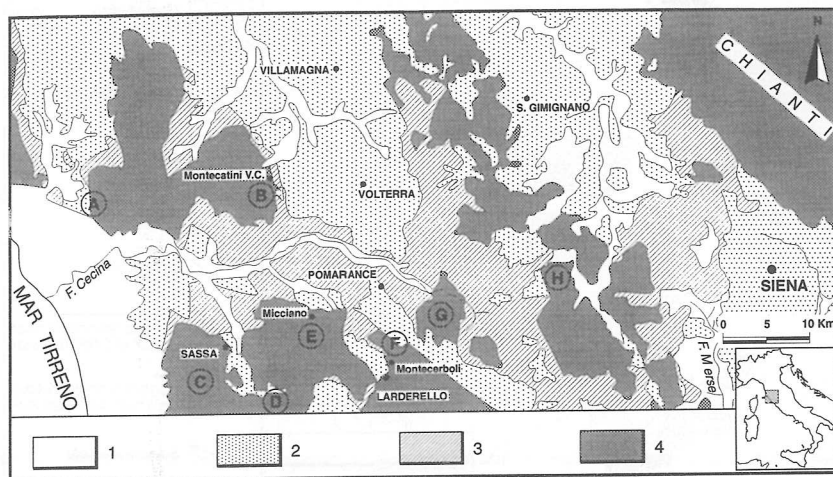 N
CHIANTI
VILLAMAGNA
S. GIMIGNANO
Montecatini V.C.
A
B
VOLTERRA
F. Cecina
POMARANCE
H
SIENA
MAR TIRRENO
Micciano
G
0 5 10 Km
E
F
SASSA
Montecerboli
F. Merse
C
LARDERELLO
D
1
2
3
4